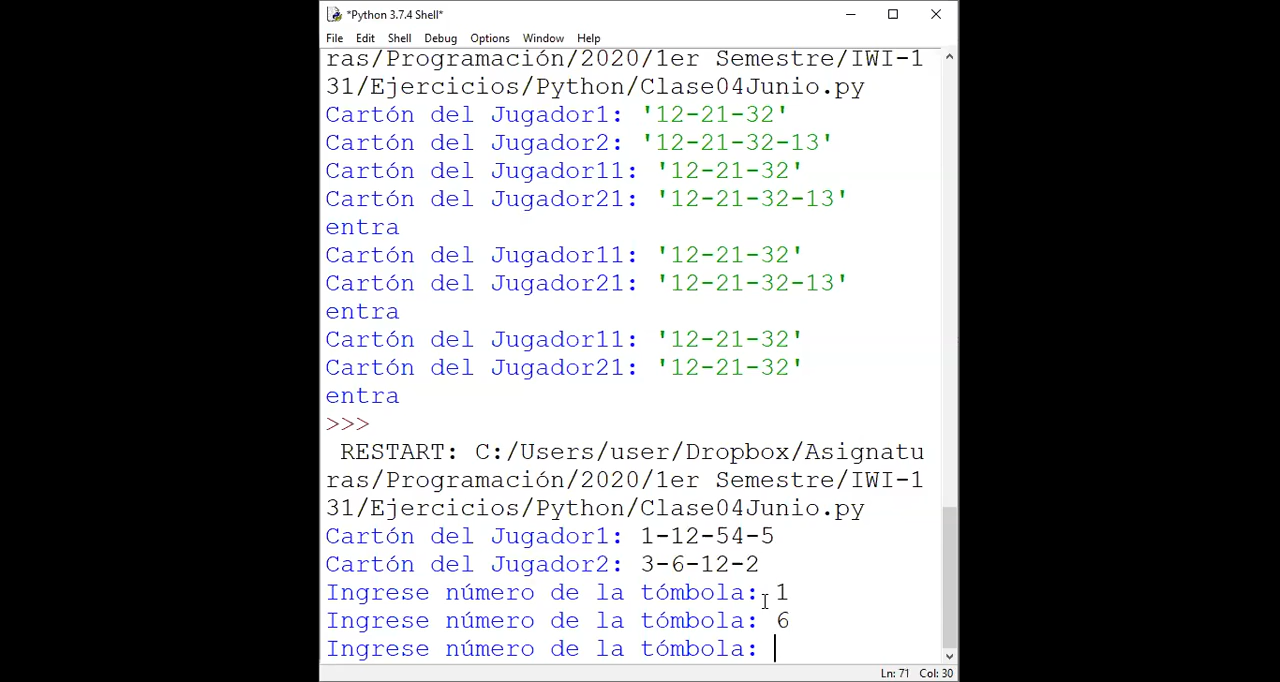 *Python 3.7.4 Shell*
File Edit Shell Debug Options Window Help
ras/Programación/2020/1er Semestre/IWI-1
31/Ejercicios/Python/Clase04Junio.py
Cartón del Jugador1: '12-21-32'
Cartón del Jugador2: '12-21-32-13'
Cartón del Jugador11: '12-21-32'
Cartón del Jugador21: '12-21-32-13'
entra
Cartón del Jugador11: '12-21-32'
Cartón del Jugador21: '12-21-32-13'
entra
Cartón del Jugador11: '12-21-32'
Cartón del Jugador21: '12-21-32'
entra
>>>
RESTART: C:/Users/user/Dropbox/Asignatu
ras/Programación/2020/1er Semestre/IWI-1
31/Ejercicios/Python/Clase04Junio.py
Cartón del Jugador1: 1-12-54-5
Cartón del Jugador2: 3-6-12-2
Ingrese número de la tómbola: 1
Ingrese número de la tómbola: 6
Ingrese número de la tómbola:
Ln: 71 Col: 30